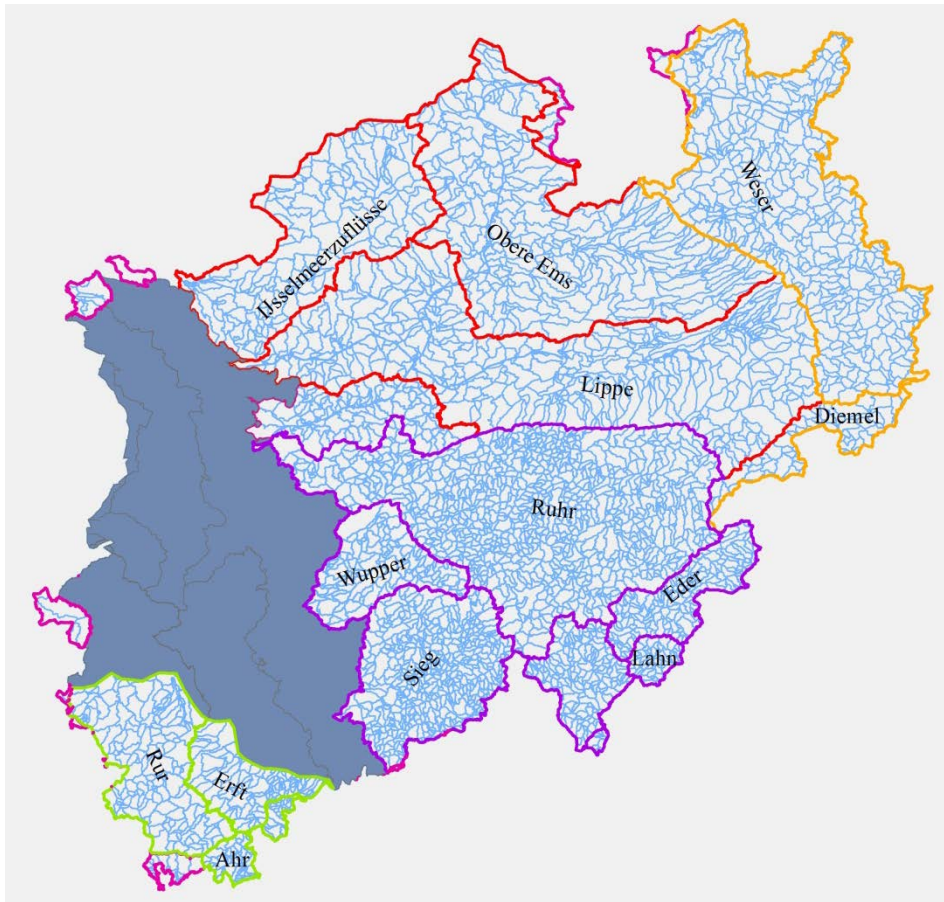 Weser
IJsselmeerzuflüsse
Obere Ems
Lippe
Diemel
Ruhr
Wupper
Eder
Sieg
Lahn
Rur
Erft
Ahr